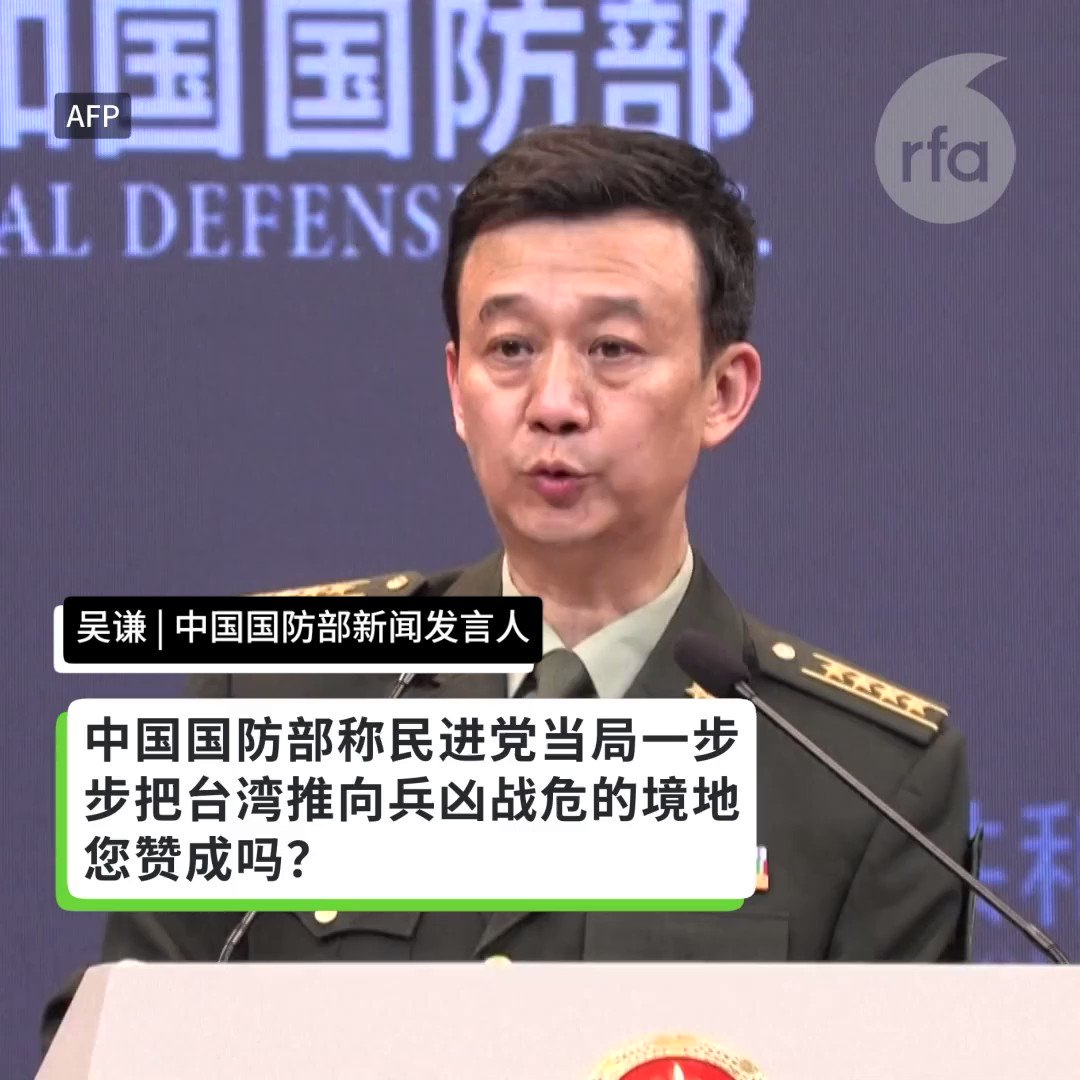 和国国防部
AFP
rfa
AL DEFENSE
吴谦 | 中国国防部新闻发言人
中国国防部称民进党当局一步
步把台湾推向兵凶战危的境地
您赞成吗？